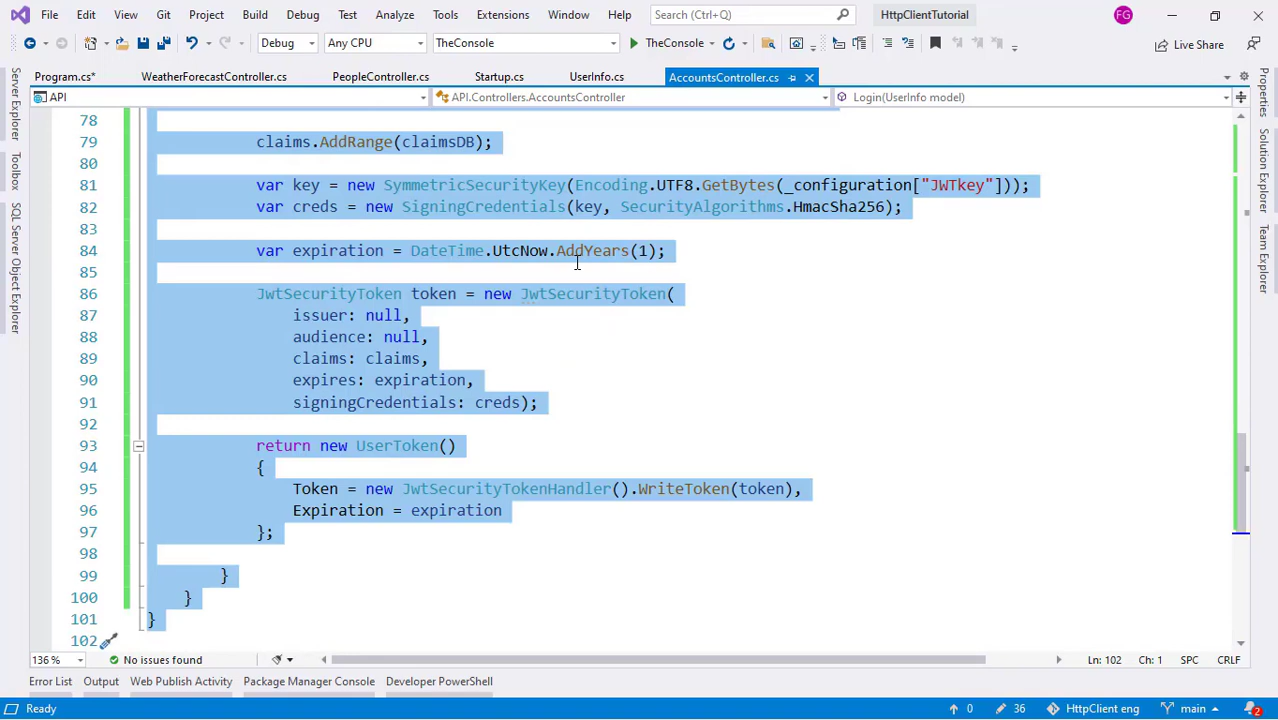 File Edit View Git Project Build Debug Test Analyze Tools Extensions Window Help Search (Ctrl+Q) HttpClientTutorial FG
Debug Any CPU TheConsole TheConsole Live Share
Program.cs* WeatherForecastController.cs PeopleController.cs Startup.cs UserInfo.cs AccountsController.cs
API API.Controllers.AccountsController Login(UserInfo model)
Server Explorer
Toolbox
SQL Server Object Explorer
Properties
Solution Explorer
Team Explorer
78
79 claims.AddRange(claimsDB);
80
81 var key = new SymmetricSecurityKey(Encoding.UTF8.GetBytes(_configuration["JWTkey"]));
82 var creds = new SigningCredentials(key, SecurityAlgorithms.HmacSha256);
83
84 var expiration = DateTime.UtcNow.AddYears(1);
85
86 JwtSecurityToken token = new JwtSecurityToken(
87 issuer: null,
88 audience: null,
89 claims: claims,
90 expires: expiration,
91 signingCredentials: creds);
92
93 return new UserToken()
94 {
95 Token = new JwtSecurityTokenHandler().WriteToken(token),
96 Expiration = expiration
97 };
98
99 }
100 }
101 }
102
136 % No issues found Ln: 102 Ch: 1 SPC CRLF
Error List Output Web Publish Activity Package Manager Console Developer PowerShell
Ready 0 36 HttpClient eng main 2